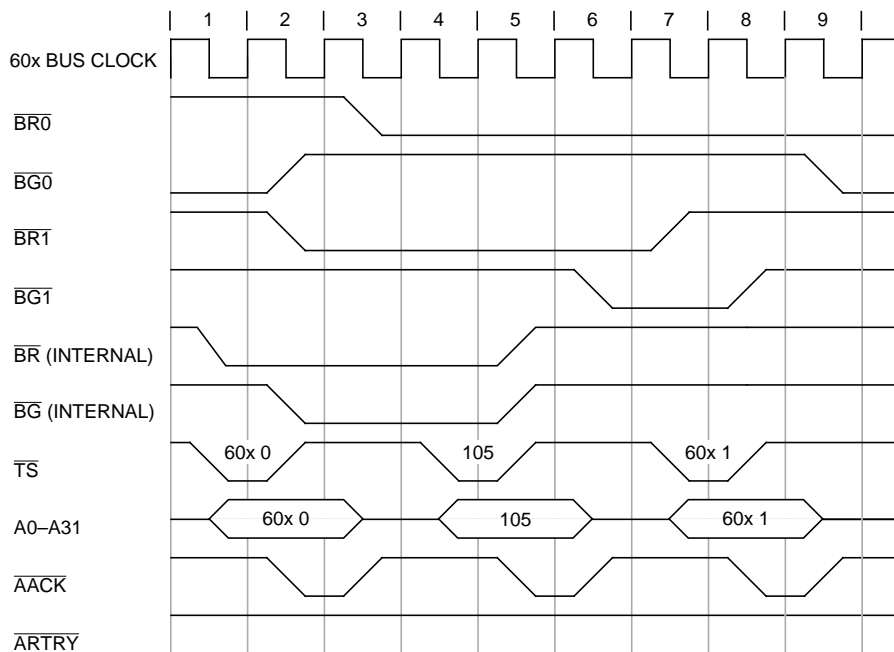 1 2 3 4 5 6 7 8 9
60x BUS CLOCK
BR0
BG0
BR1
BG1
BR (INTERNAL)
BG (INTERNAL)
TS 60x 0 105 60x 1
A0–A31 60x 0 105 60x 1
AACK
ARTRY